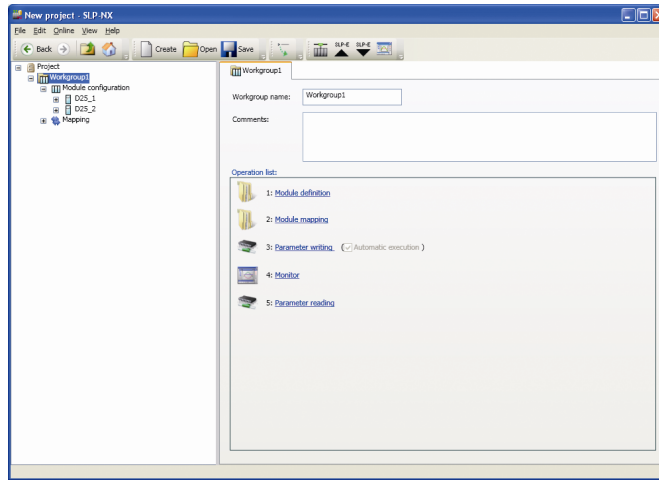 New project - SLP-NX
File Edit Online View Help
Back Create Open Save SLP-E SLP-E
Project
Workgroup1
Module configuration
D25_1
D25_2
Mapping
Workgroup1
Workgroup name: Workgroup1
Comments:
Operation list:
1: Module definition
2: Module mapping
3: Parameter writing ( Automatic execution )
4: Monitor
5: Parameter reading